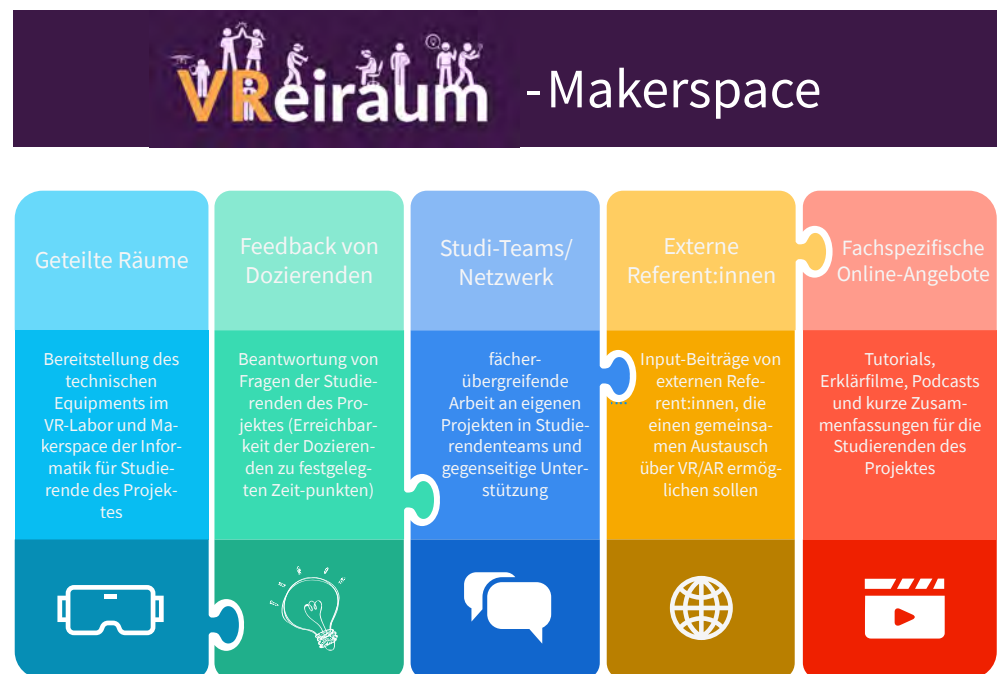 VReiraum -Makerspace
Geteilte Räume
Bereitstellung des
technischen
Equipments im
VR-Labor und Ma-
kerspace der Infor-
matik für Studie-
rende des Projek-
tes
Feedback von
Dozierenden
Beantwortung von
Fragen der Studie-
renden des Pro-
jektes (Erreichbar-
keit der Dozieren-
den zu festgeleg-
ten Zeit-punkten)
Studi-Teams/
Netzwerk
fächer-
übergreifende
Arbeit an eigenen
Projekten in Studie-
rendenteams und
gegenseitige Unter-
stützung
Externe
Referent:innen
Input-Beiträge von
externen Refe-
rent:innen, die
einen gemeinsa-
men Austausch
über VR/AR ermög-
lichen sollen
Fachspezifische
Online-Angebote
Tutorials,
Erklärfilme, Podcasts
und kurze Zusam-
menfassungen für die
Studierenden des
Projektes